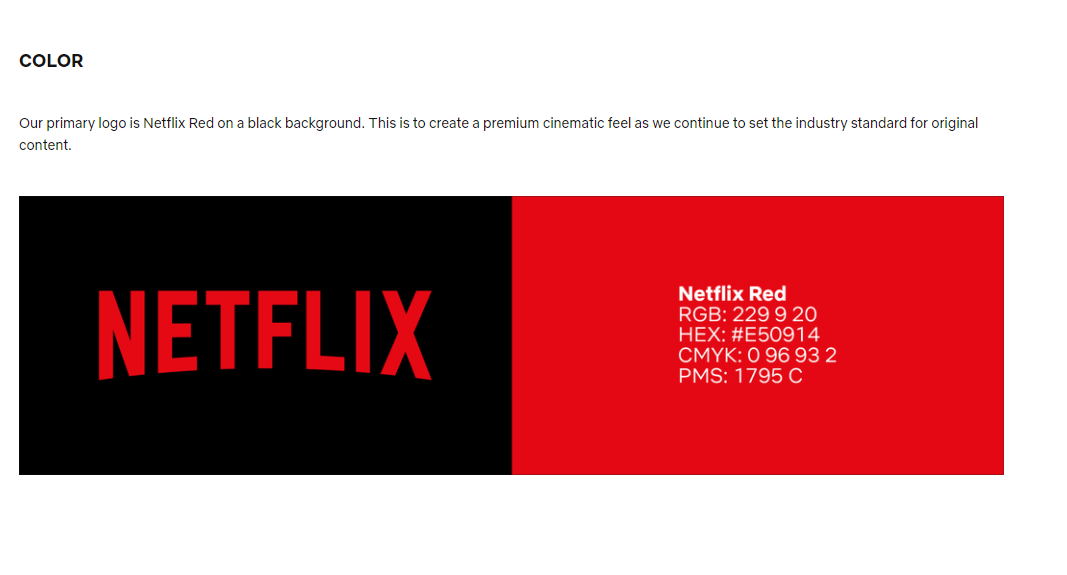 COLOR
Our primary logo is Netflix Red on a black background. This is to create a premium cinematic feel as we continue to set the industry standard for original
content.
NETFLIX
Netflix Red
RGB: 229 9 20
HEX: #E50914
CMYK: 0 96 93 2
PMS: 1795 C